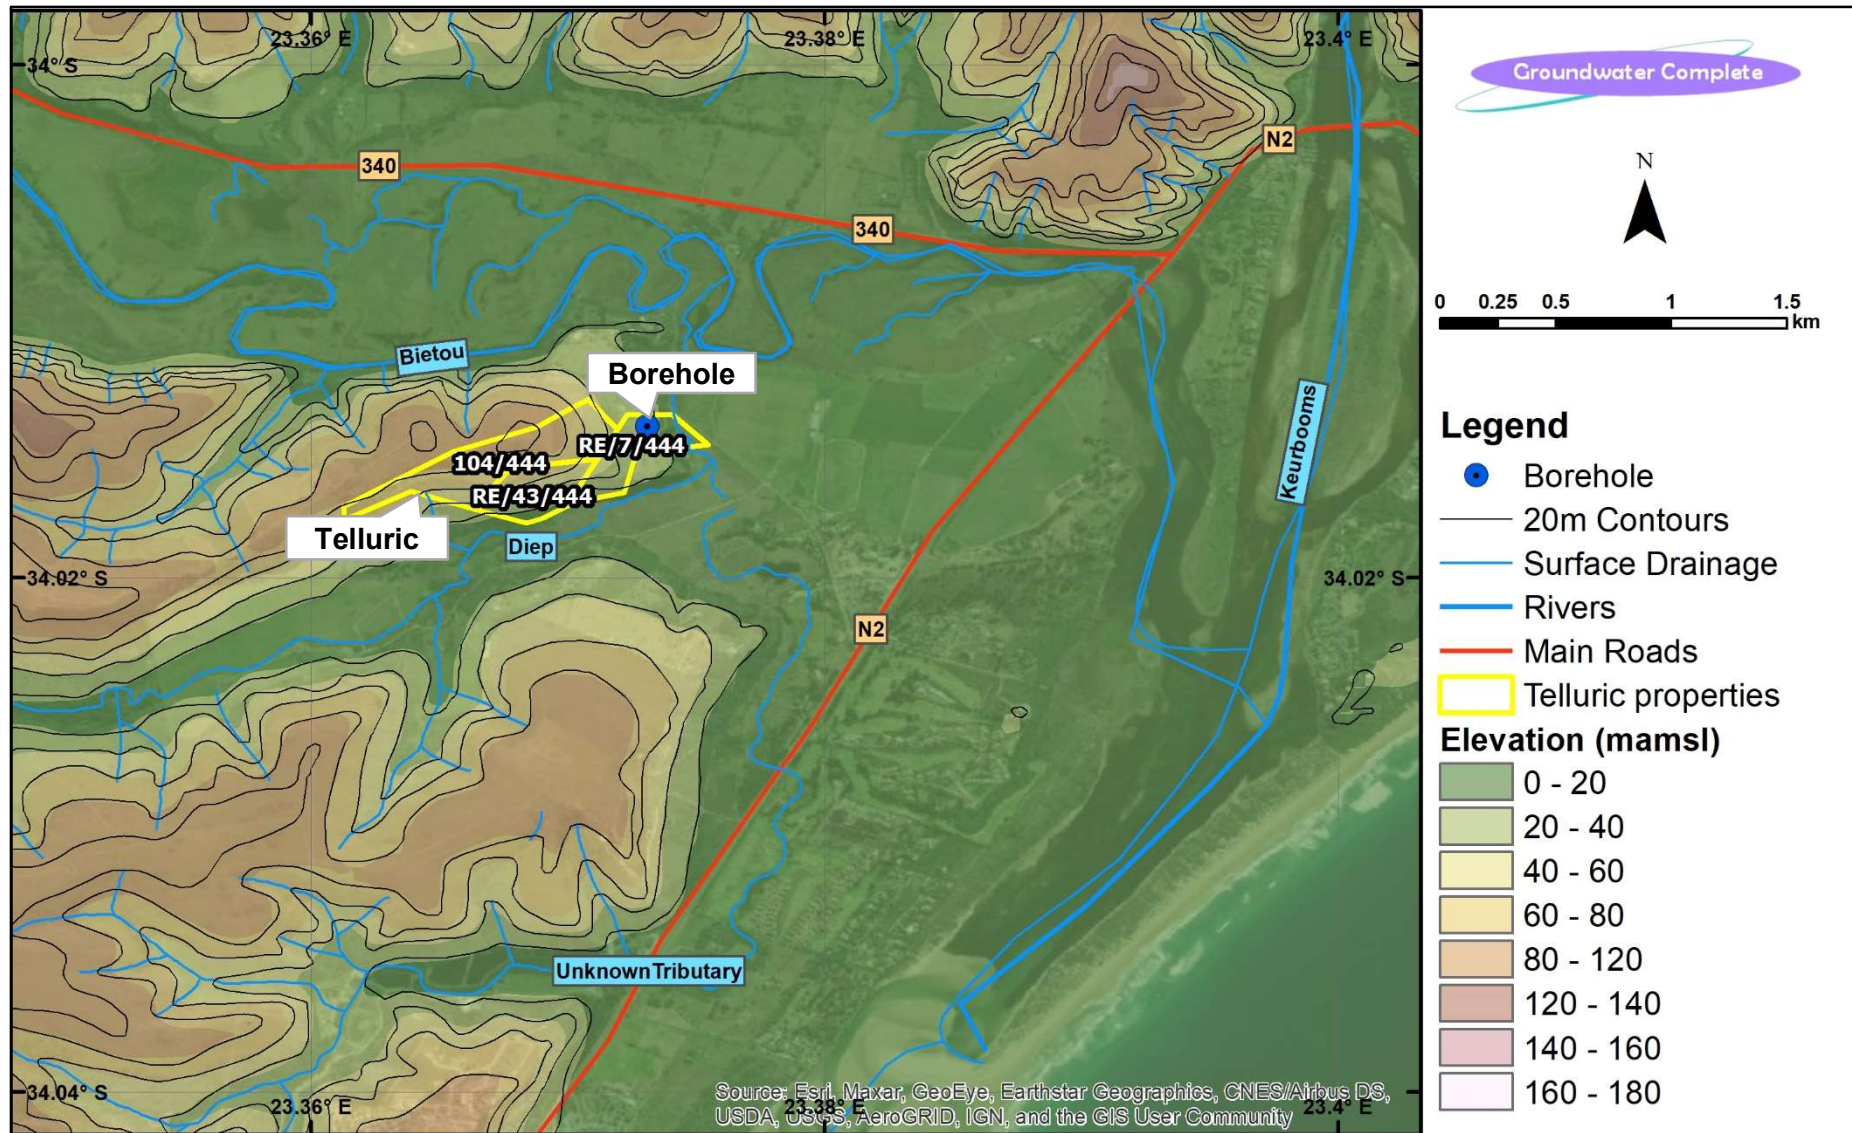 23.36° E
23.38° E
23.4° E
34° S
Groundwater Complete
N2
340
N
340
0 0.25 0.5 1 1.5
km
Bietou
Borehole
Keurbooms
RE/7/444
104/444
RE/43/444
Telluric
Diep
34.02° S
34.02° S
N2
Legend
Borehole
20m Contours
Surface Drainage
Rivers
Main Roads
Telluric properties
Elevation (mamsl)
0 - 20
20 - 40
40 - 60
60 - 80
80 - 120
120 - 140
140 - 160
160 - 180
UnknownTributary
34.04° S
23.36° E
23.38° E
23.4° E
Source: Esri, Maxar, GeoEye, Earthstar Geographics, CNES/Airbus DS,
USDA, USGS, AeroGRID, IGN, and the GIS User Community